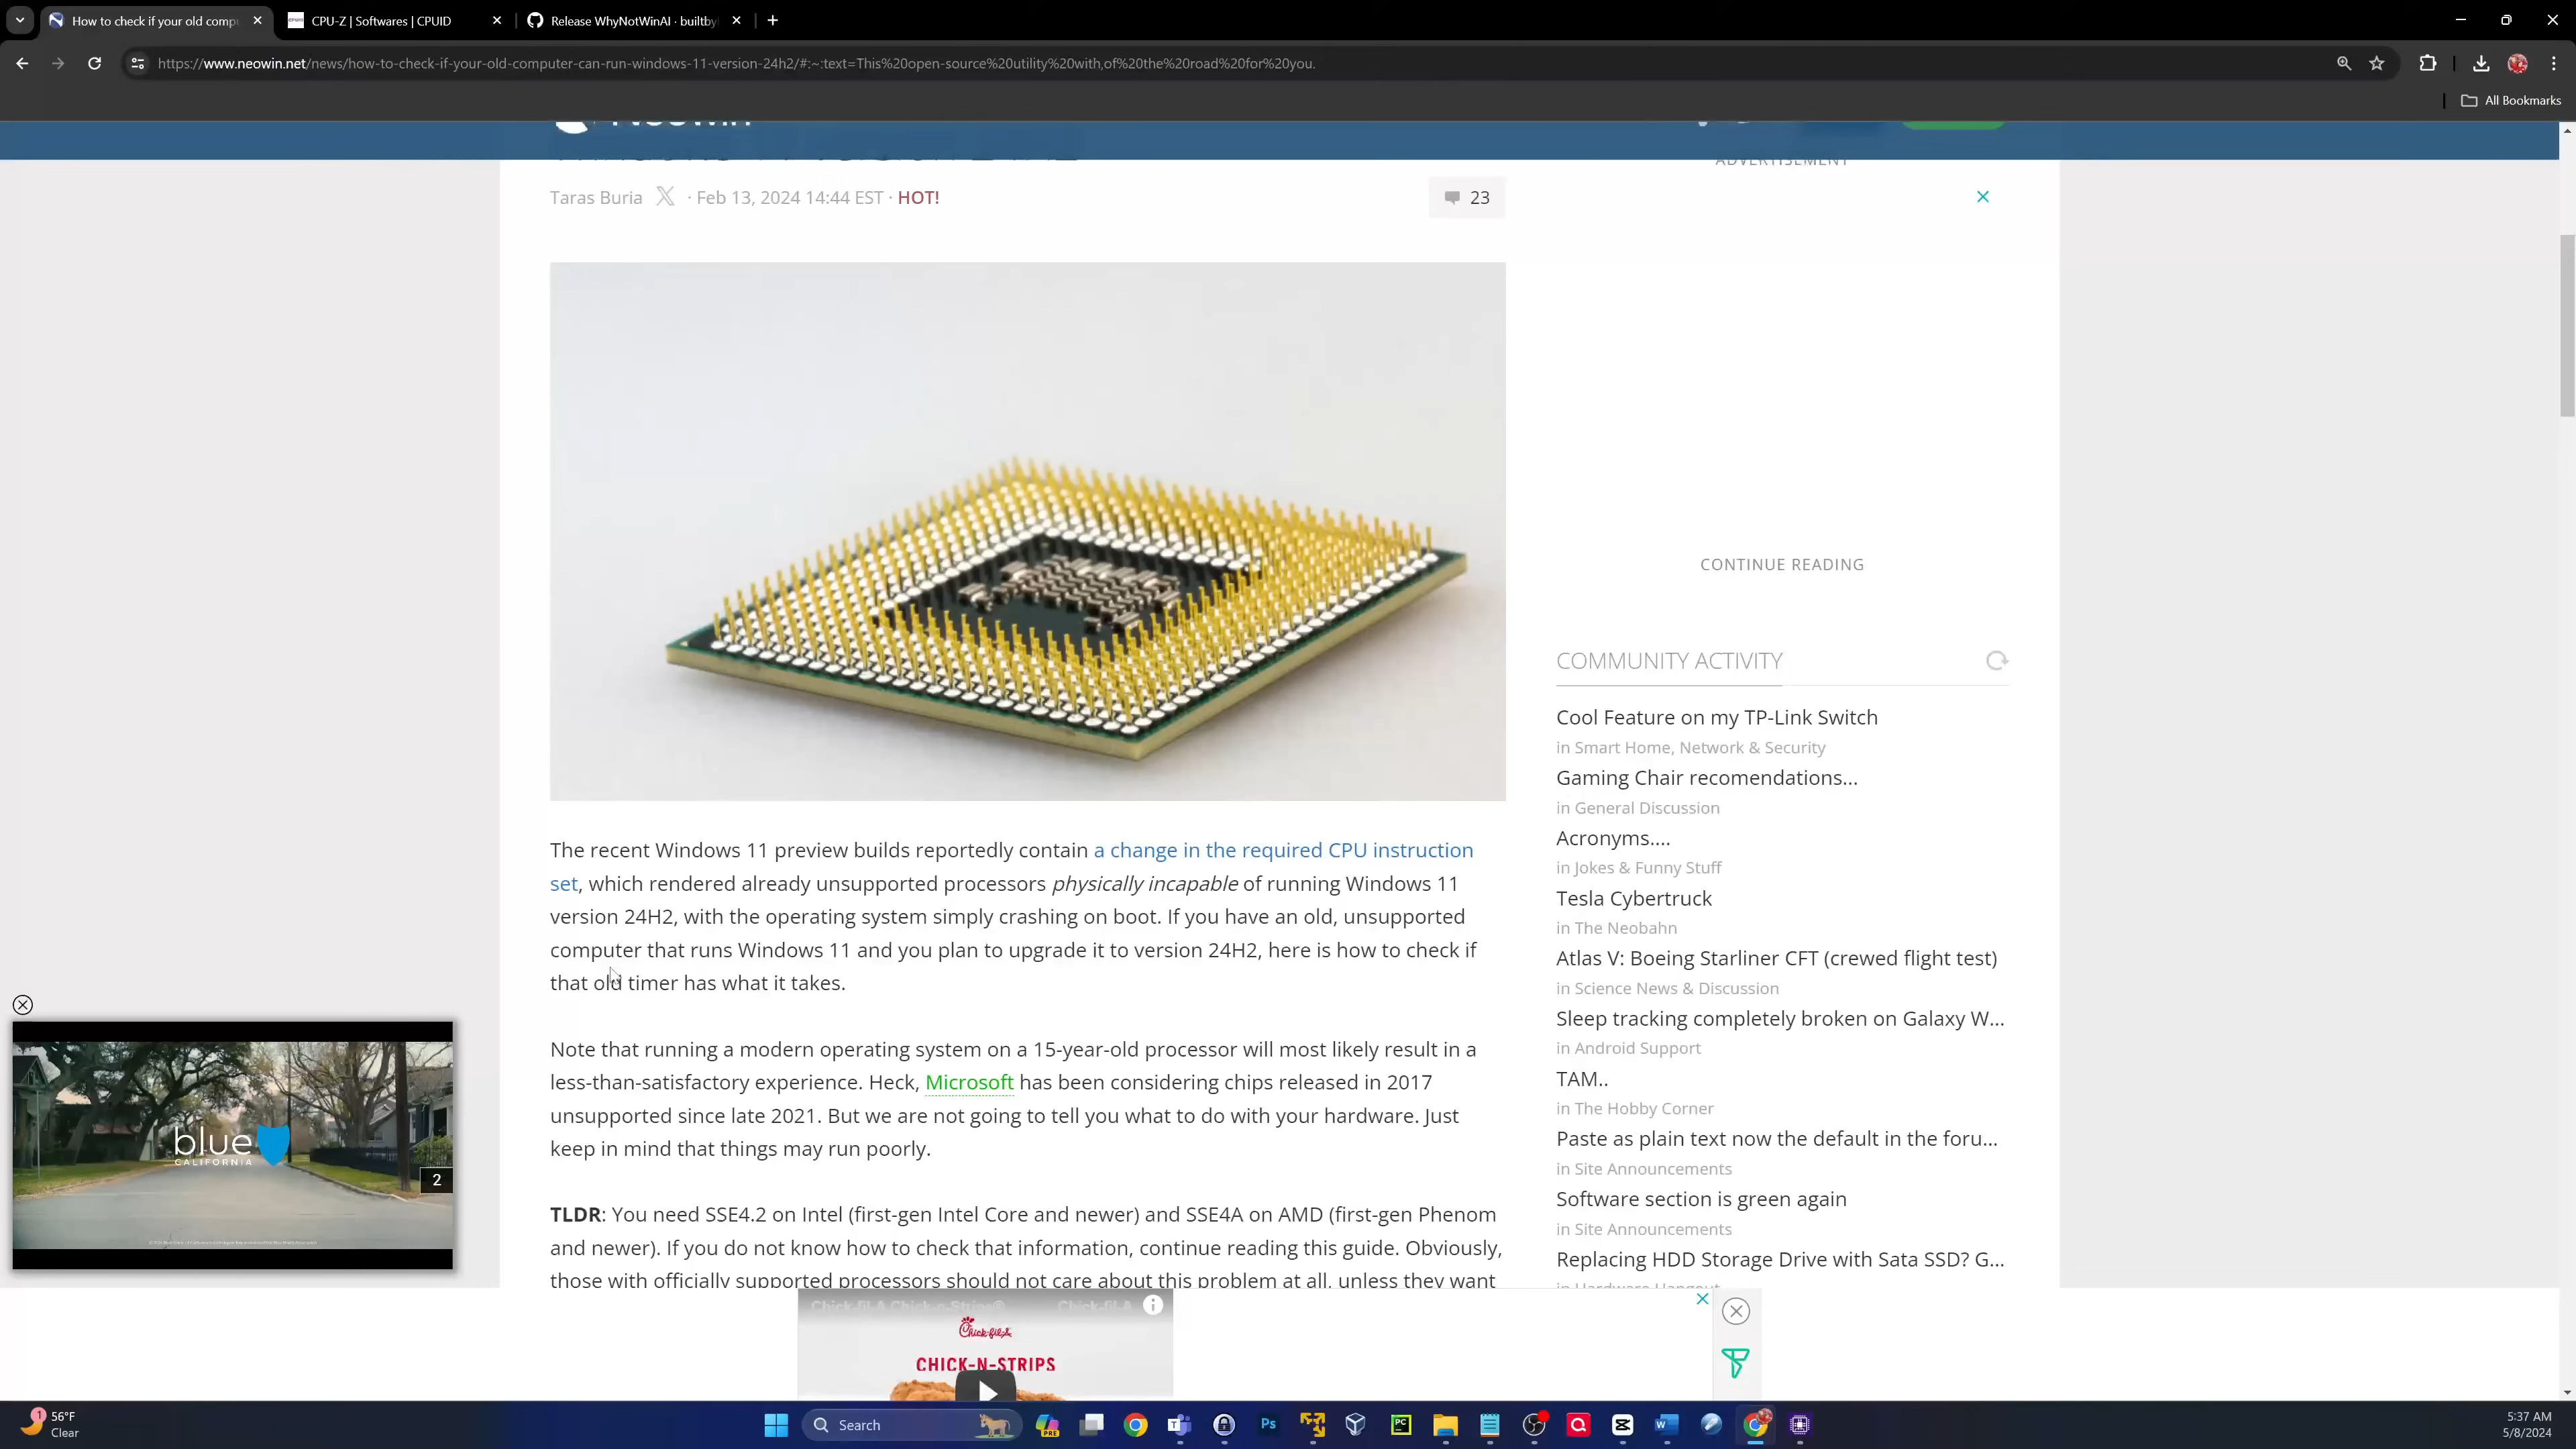 How to check if your old comp
CPU-Z | Softwares | CPUID
Release WhyNotWinAI · builtby
https://www.neowin.net/news/how-to-check-if-your-old-computer-can-run-windows-11-version-24h2/#:~:text=This%20open-source%20utility%20with,of%20the%20road%20for%20you.
All Bookmarks
ADVERTISEMENT
Taras Buria · Feb 13, 2024 14:44 EST · HOT!
23
The recent Windows 11 preview builds reportedly contain a change in the required CPU instruction
set, which rendered already unsupported processors physically incapable of running Windows 11
version 24H2, with the operating system simply crashing on boot. If you have an old, unsupported
computer that runs Windows 11 and you plan to upgrade it to version 24H2, here is how to check if
that old timer has what it takes.
Note that running a modern operating system on a 15-year-old processor will most likely result in a
less-than-satisfactory experience. Heck, Microsoft has been considering chips released in 2017
unsupported since late 2021. But we are not going to tell you what to do with your hardware. Just
keep in mind that things may run poorly.
TLDR: You need SSE4.2 on Intel (first-gen Intel Core and newer) and SSE4A on AMD (first-gen Phenom
and newer). If you do not know how to check that information, continue reading this guide. Obviously,
those with officially supported processors should not care about this problem at all, unless they want
CONTINUE READING
COMMUNITY ACTIVITY
Cool Feature on my TP-Link Switch
in Smart Home, Network & Security
Gaming Chair recomendations...
in General Discussion
Acronyms....
in Jokes & Funny Stuff
Tesla Cybertruck
in The Neobahn
Atlas V: Boeing Starliner CFT (crewed flight test)
in Science News & Discussion
Sleep tracking completely broken on Galaxy W...
in Android Support
TAM..
in The Hobby Corner
Paste as plain text now the default in the foru...
in Site Announcements
Software section is green again
in Site Announcements
Replacing HDD Storage Drive with Sata SSD? G...
in Hardware Hangout
blue
CALIFORNIA
2
Chick-fil-A Chick-n-Strips® Chick-fil-A
Chick-fil-A
CHICK-N-STRIPS
1
56°F
Clear
Search
PRE
Ps
PC
5:37 AM
5/8/2024